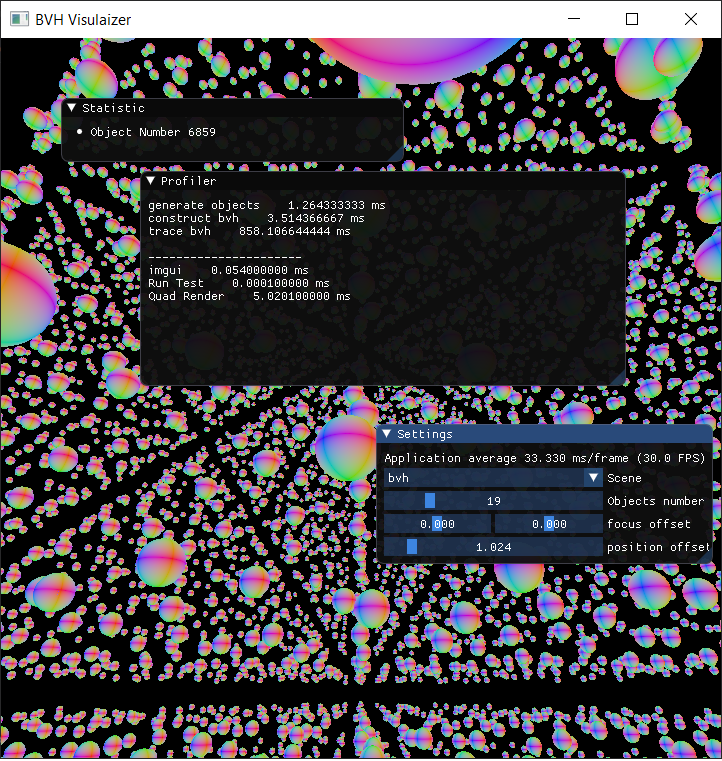 BVH Visulaizer
Statistic
Object Number 6859
Profiler
generate objects 1.264333333 ms
construct bvh 3.514366667 ms
trace bvh 858.106644444 ms
----------------------
imgui 0.054000000 ms
Run Test 0.000100000 ms
Quad Render 5.020100000 ms
Settings
Application average 33.330 ms/frame (30.0 FPS)
bvh Scene
19 Objects number
0.000 0.000 focus offset
1.024 position offset